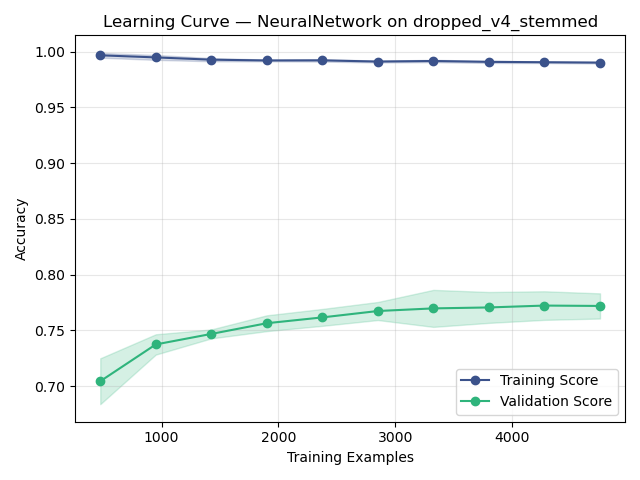 Learning Curve — NeuralNetwork on dropped_v4_stemmed
1.00
0.95
0.90
0.85
0.80
0.75
0.70
Accuracy
Training Score
Validation Score
1000
2000
3000
4000
Training Examples